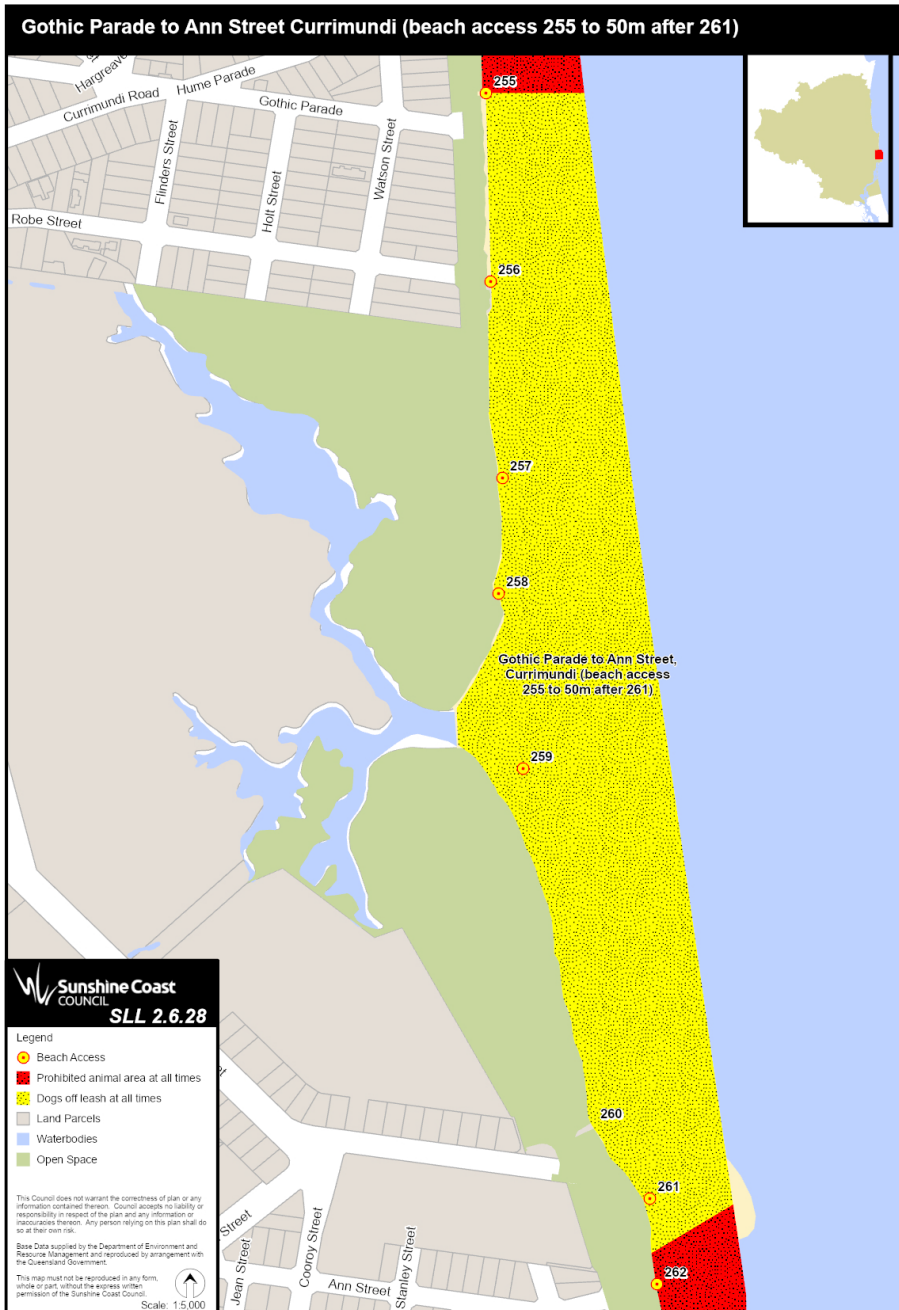 Gothic Parade to Ann Street Currimundi (beach access 255 to 50m after 261)
Hargreave
Currimundi Road
Hume Parade
Gothic Parade
Flinders Street
Holt Street
Watson Street
Robe Street
255
256
257
258
Gothic Parade to Ann Street,
Currimundi (beach access
255 to 50m after 261)
259
260
261
262
Sunshine Coast
COUNCIL
SLL 2.6.28
Legend
Beach Access
Prohibited animal area at all times
Dogs off leash at all times
Land Parcels
Waterbodies
Open Space
This Council does not warrant the correctness of plan or any
information contained thereon. Council accepts no liability or
responsibility in respect of the plan and any information or
inaccuracies thereon. Any person relying on this plan shall do
so at their own risk.
Base Data supplied by the Department of Environment and
Resource Management and reproduced by arrangement with
the Queensland Government.
This map must not be reproduced in any form,
whole or part, without the express written
permission of the Sunshine Coast Council.
Scale: 1:5,000
Street
Jean Street
Cooroy Street
Ann Street
Stanley Street